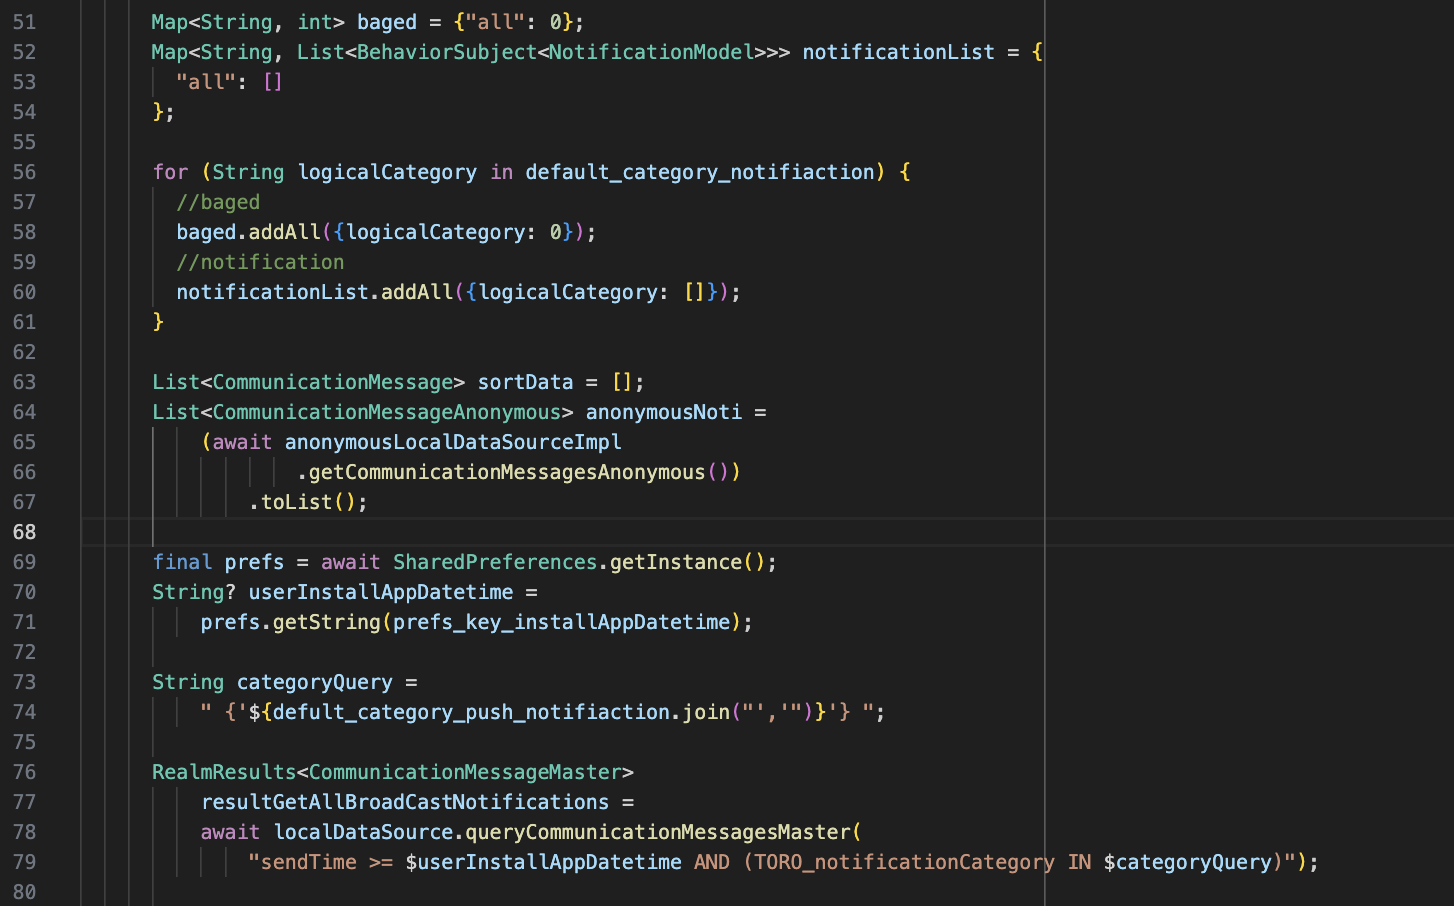 51 Map<String, int> baged = {"all": 0};
52 Map<String, List<BehaviorSubject<NotificationModel>>> notificationList = {
53 "all": []
54 };
55
56 for (String logicalCategory in default_category_notifiaction) {
57 //baged
58 baged.addAll({logicalCategory: 0});
59 //notification
60 notificationList.addAll({logicalCategory: []});
61 }
62
63 List<CommunicationMessage> sortData = [];
64 List<CommunicationMessageAnonymous> anonymousNoti =
65 (await anonymousLocalDataSourceImpl
66 .getCommunicationMessagesAnonymous())
67 .toList();
68
69 final prefs = await SharedPreferences.getInstance();
70 String? userInstallAppDatetime =
71 prefs.getString(prefs_key_installAppDatetime);
72
73 String categoryQuery =
74 " {'${defult_category_push_notifiaction.join("','")}'} ";
75
76 RealmResults<CommunicationMessageMaster>
77 resultGetAllBroadCastNotifications =
78 await localDataSource.queryCommunicationMessagesMaster(
79 "sendTime >= $userInstallAppDatetime AND (TORO_notificationCategory IN $categoryQuery)");
80